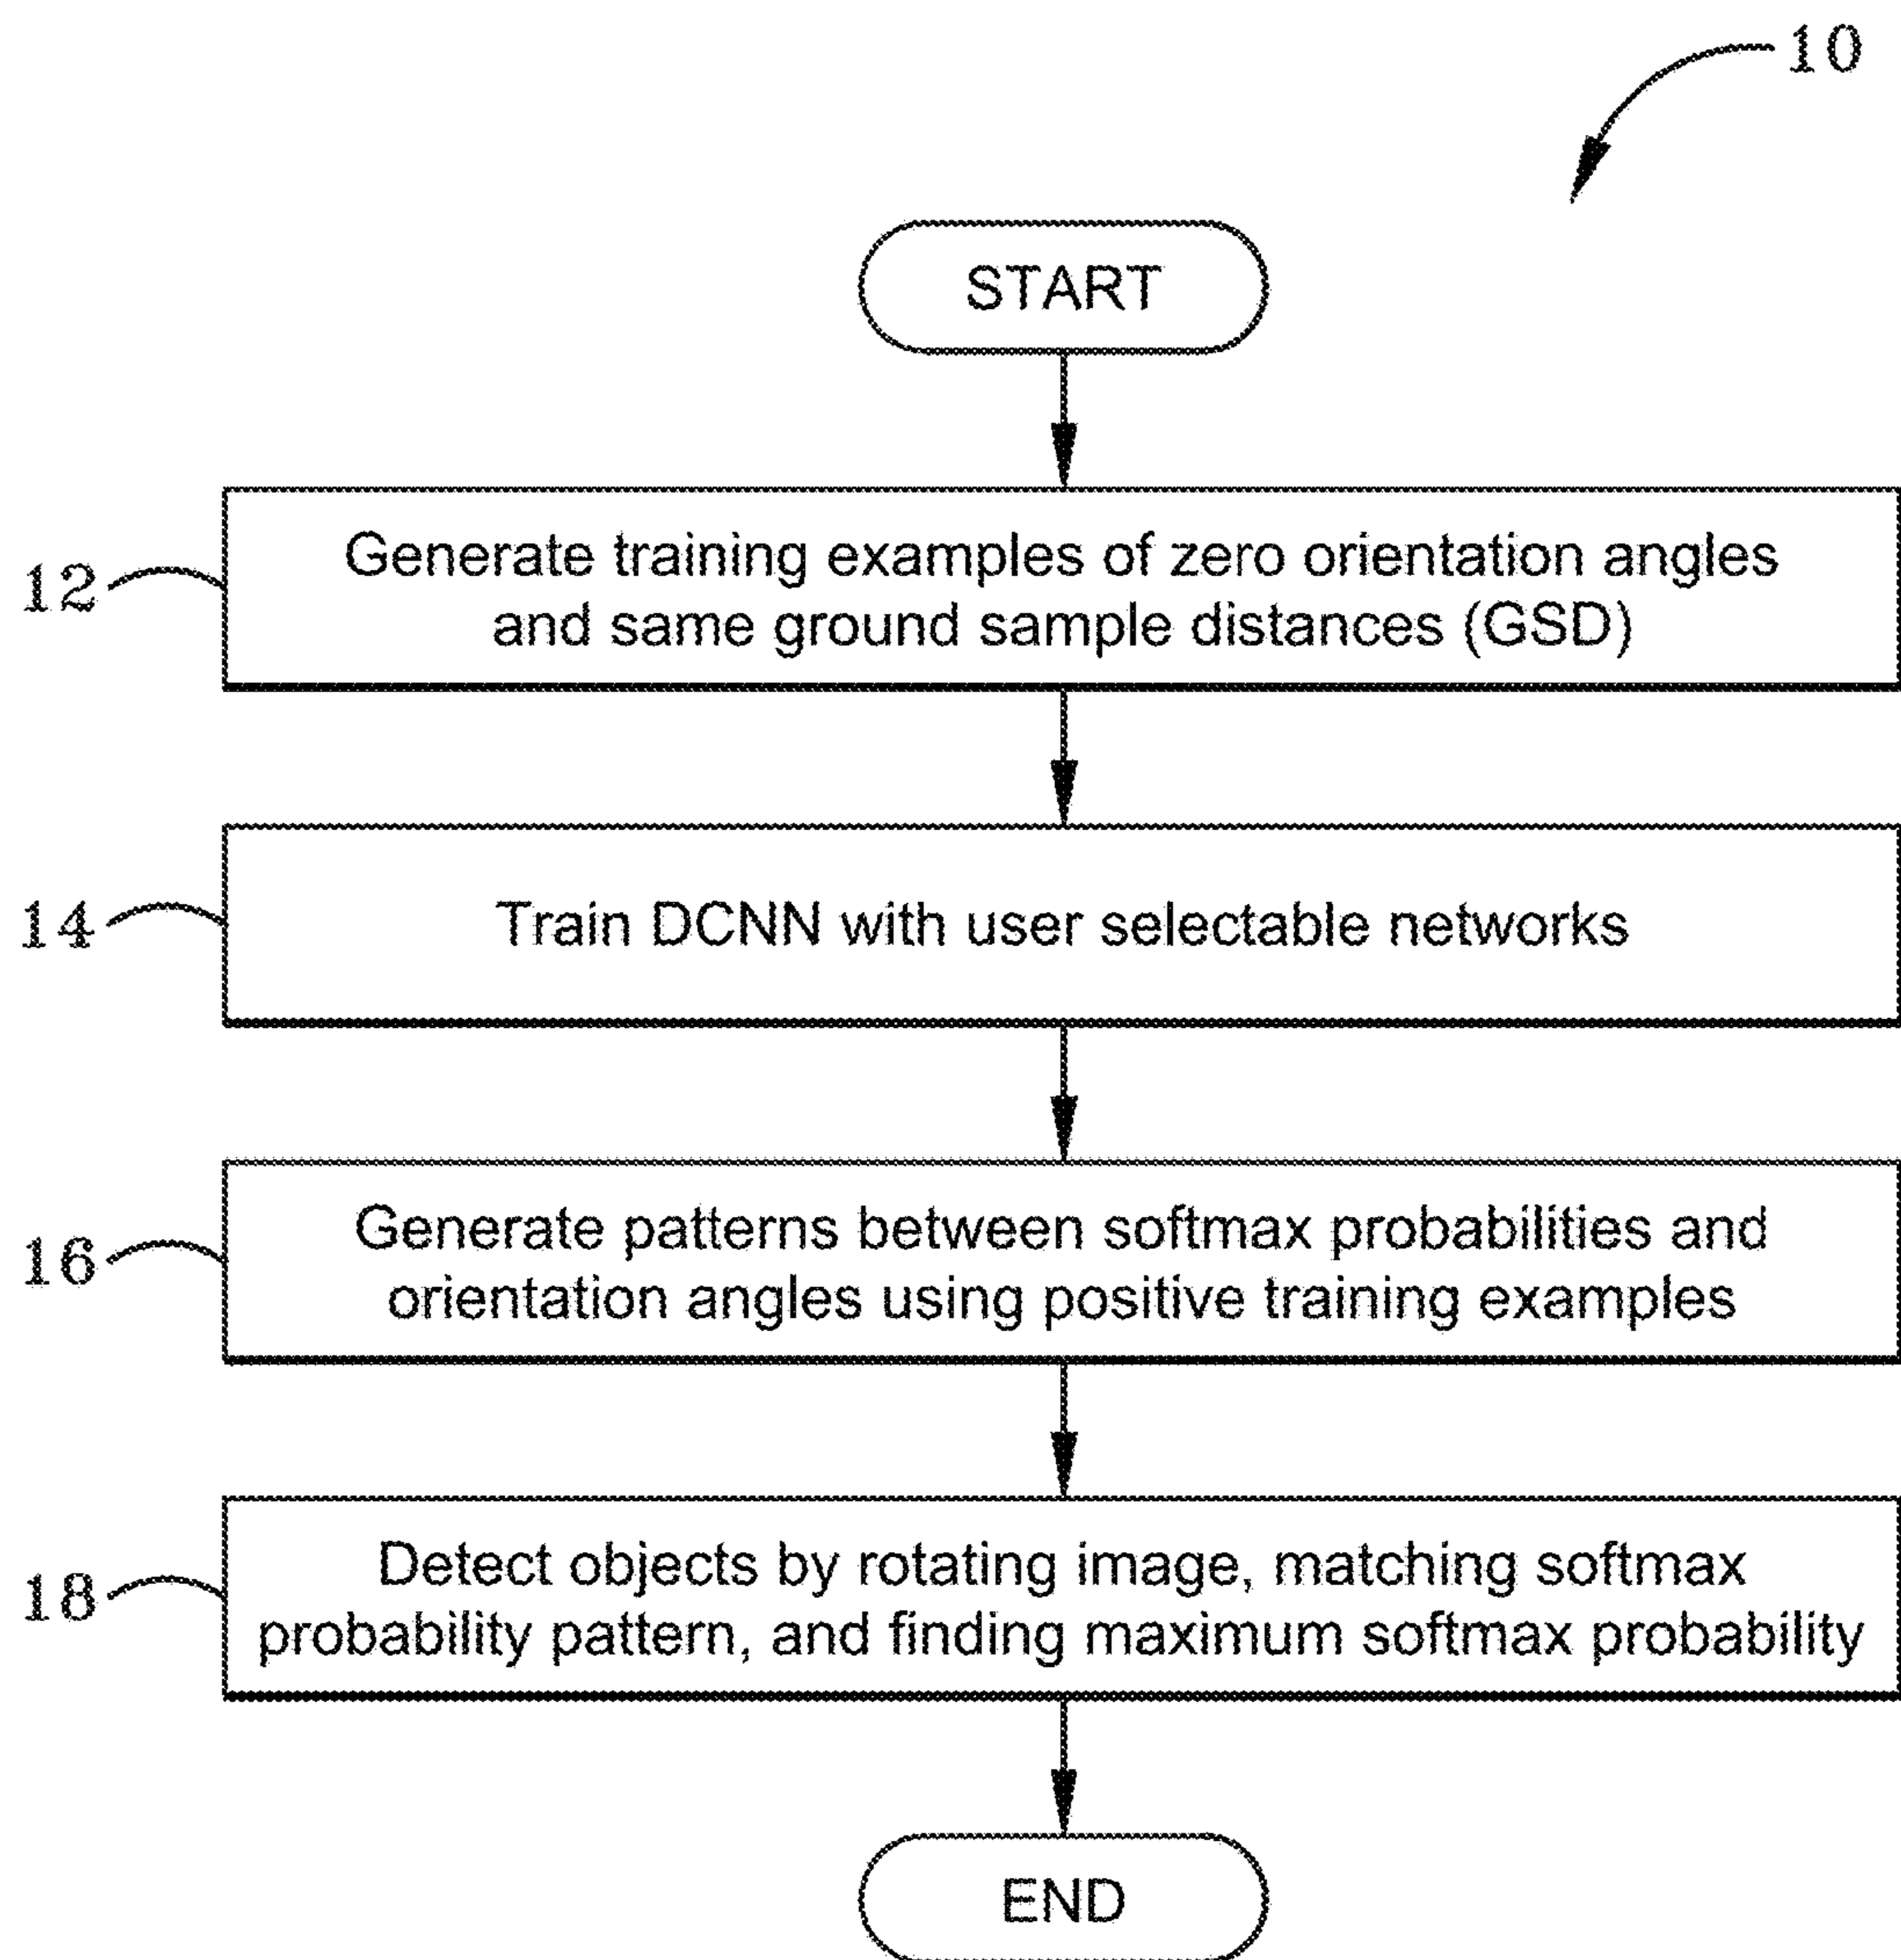 10
START
12
Generate training examples of zero orientation angles
and same ground sample distances (GSD)
14
Train DCNN with user selectable networks
16
Generate patterns between softmax probabilities and
orientation angles using positive training examples
18
Detect objects by rotating image, matching softmax
probability pattern, and finding maximum softmax probability
END